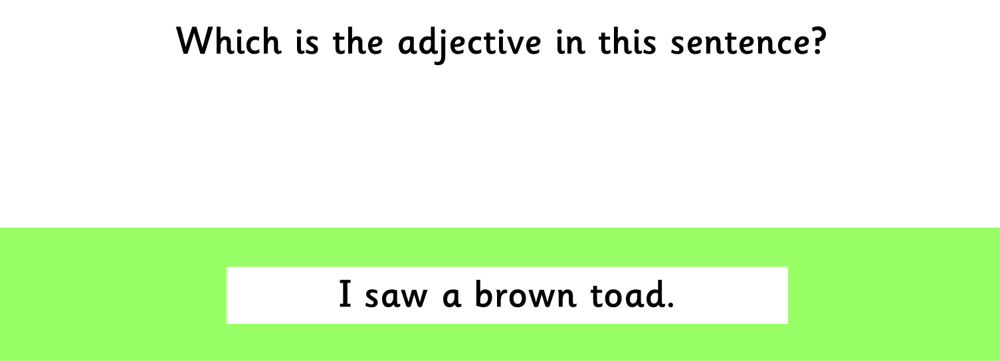 Which is the adjective in this sentence?
I saw a brown toad.